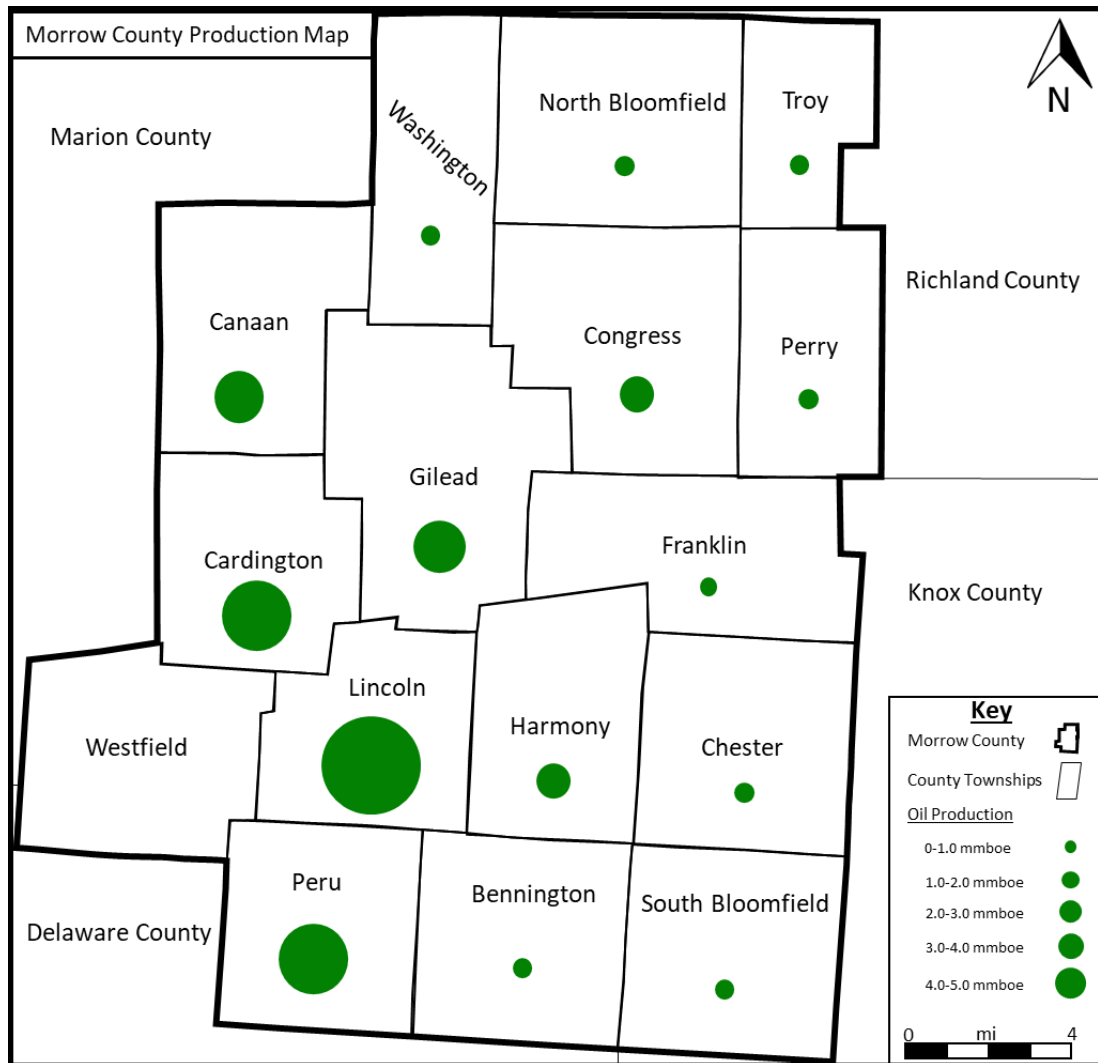 Morrow County Production Map
N
Marion County
Washington
North Bloomfield
Troy
Richland County
Canaan
Congress
Perry
Gilead
Cardington
Franklin
Knox County
Lincoln
Westfield
Harmony
Chester
Peru
Bennington
South Bloomfield
Delaware County
Key
Morrow County
County Townships
Oil Production
0-1.0 mmboe
1.0-2.0 mmboe
2.0-3.0 mmboe
3.0-4.0 mmboe
4.0-5.0 mmboe
0 mi 4